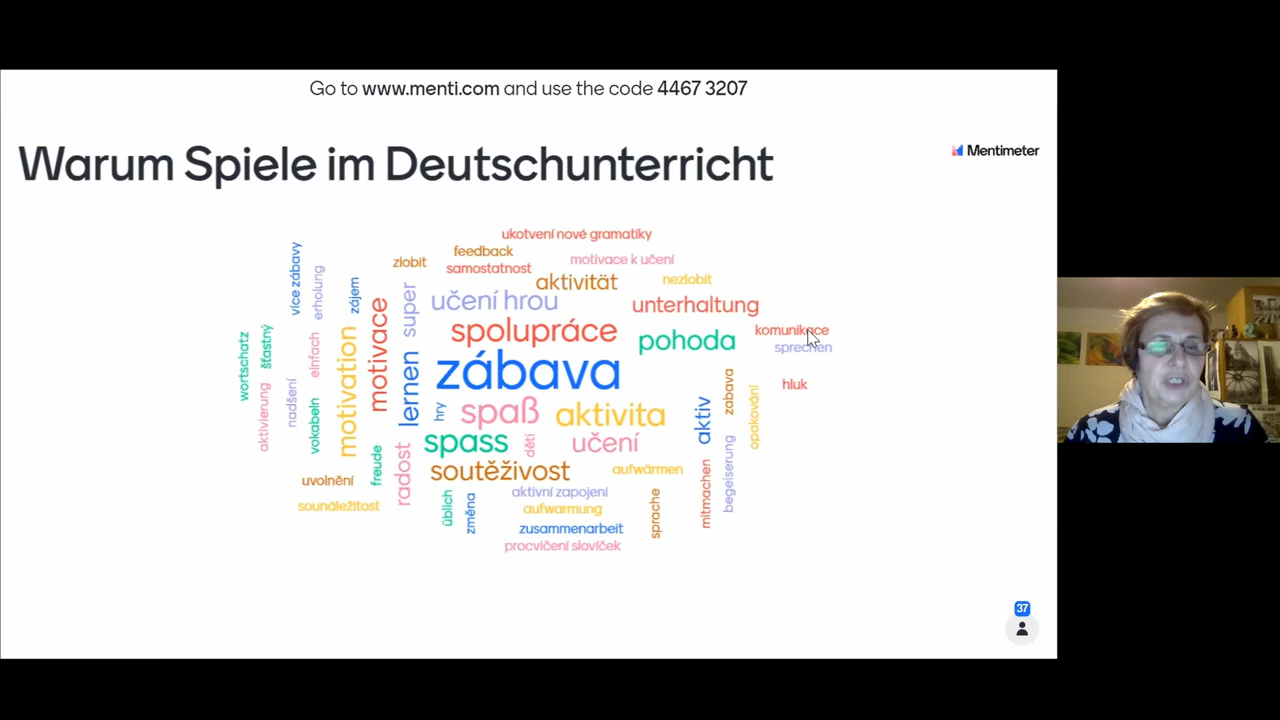 Go to www.menti.com and use the code 4467 3207
Warum Spiele im Deutschunterricht
Mentimeter
ukotvení nové gramatiky
feedback
zlobit
motivace k učení
samostatnost
aktivität
nezlobit
více zábavy
erholung
zájem
super
učení hrou
unterhaltung
motivace
spolupráce
pohoda
komunikace
sprechen
wortschatz
šťastný
einfach
motivation
lernen
zábava
hluk
aktivierung
nadšení
vokabeln
hry
spaß
aktivita
aktiv
zabava
opakování
spass
děti
učení
freude
radost
soutěživost
aufwärmen
uvolnění
sounáležitost
üblich
změna
aktivní zapojení
aufwarmung
sprache
mitmachen
begeiserung
zusammenarbeit
procvičení slovíček
37